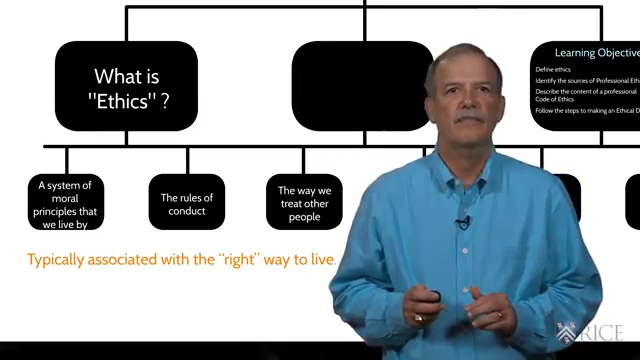 What is
"Ethics" ?
Learning Objective
Define ethics
Identify the sources of Professional
Describe the content of a professional
Code of Ethics
Follow the steps to making an Ethical
A system of
moral
principles that
we live by
The rules of
conduct
The way we
treat other
people
Typically associated with the "right" way to live.
RICE